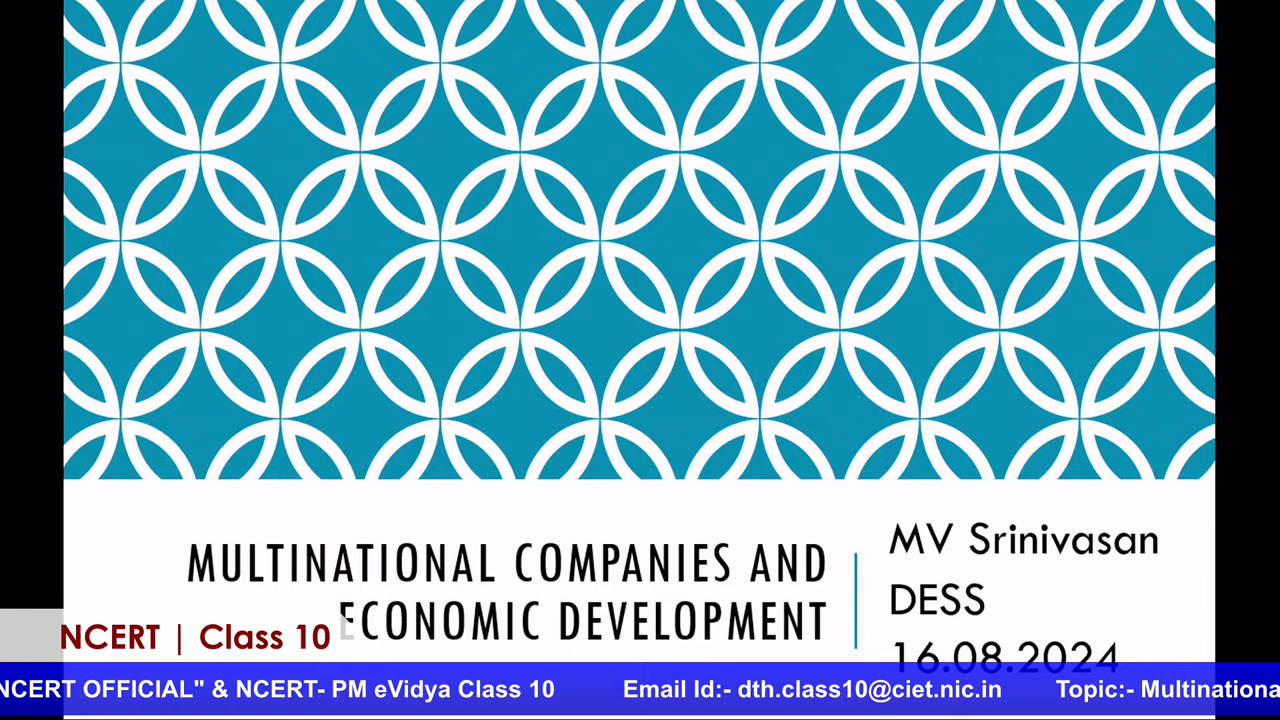 MULTINATIONAL COMPANIES AND
ECONOMIC DEVELOPMENT
MV Srinivasan
DESS
16.08.2024
NCERT | Class 10
NCERT OFFICIAL" & NCERT- PM eVidya Class 10 Email Id:- dth.class10@ciet.nic.in Topic:- Multinationa